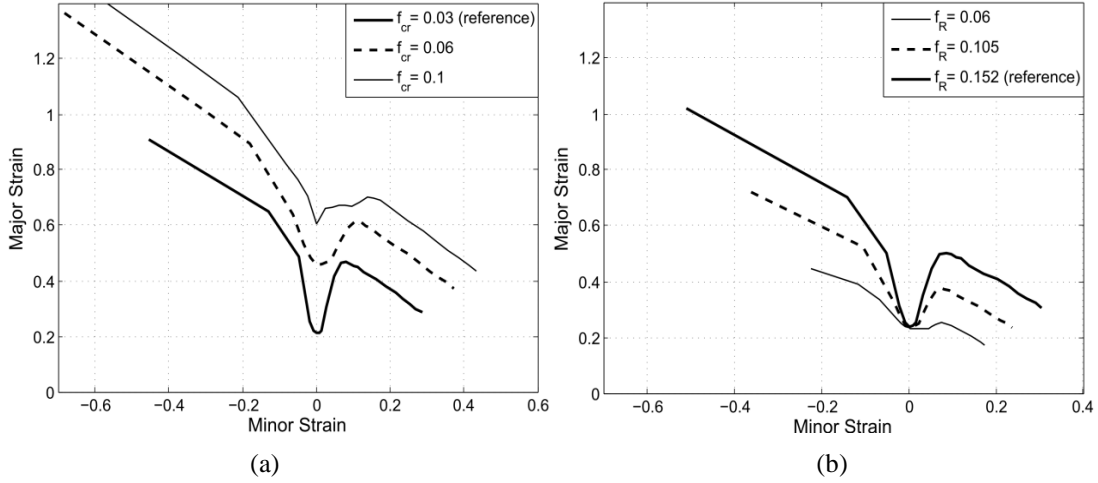 f_cr = 0.03 (reference)
f_cr = 0.06
f_cr = 0.1
Major Strain
1.2
1
0.8
0.6
0.4
0.2
0
−0.6
−0.4
−0.2
0
0.2
0.4
0.6
Minor Strain
(a)
f_R = 0.06
f_R = 0.105
f_R = 0.152 (reference)
Major Strain
1.2
1
0.8
0.6
0.4
0.2
0
−0.6
−0.4
−0.2
0
0.2
0.4
Minor Strain
(b)